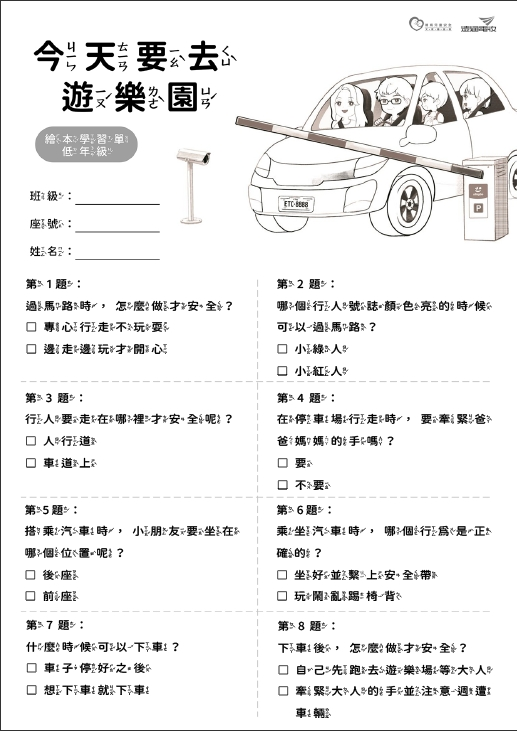 遠通電收
今天要去
遊樂園
繪本學習單
低年級
ETC-8888
P
班級：
座號：
姓名：
第1題：
過馬路時，怎麼做才安全？
□ 專心行走不玩耍
□ 邊走邊玩才開心
第2題：
哪個行人號誌顏色亮的時候
可以過馬路？
□ 小綠人
□ 小紅人
第3題：
行人要走在哪裡才安全呢？
□ 人行道
□ 車道上
第4題：
在停車場行走時，要牽緊爸
爸媽媽的手嗎？
□ 要
□ 不要
第5題：
搭乘汽車時，小朋友要坐在
哪個位置呢？
□ 後座
□ 前座
第6題：
乘坐汽車時，哪個行為是正
確的？
□ 坐好並繫上安全帶
□ 玩鬧亂踢椅背
第7題：
什麼時候可以下車？
□ 車子停好之後
□ 想下車就下車
第8題：
下車後，怎麼做才安全？
□ 自己先跑去遊樂場等大人
□ 牽緊大人的手並注意週遭
車輛